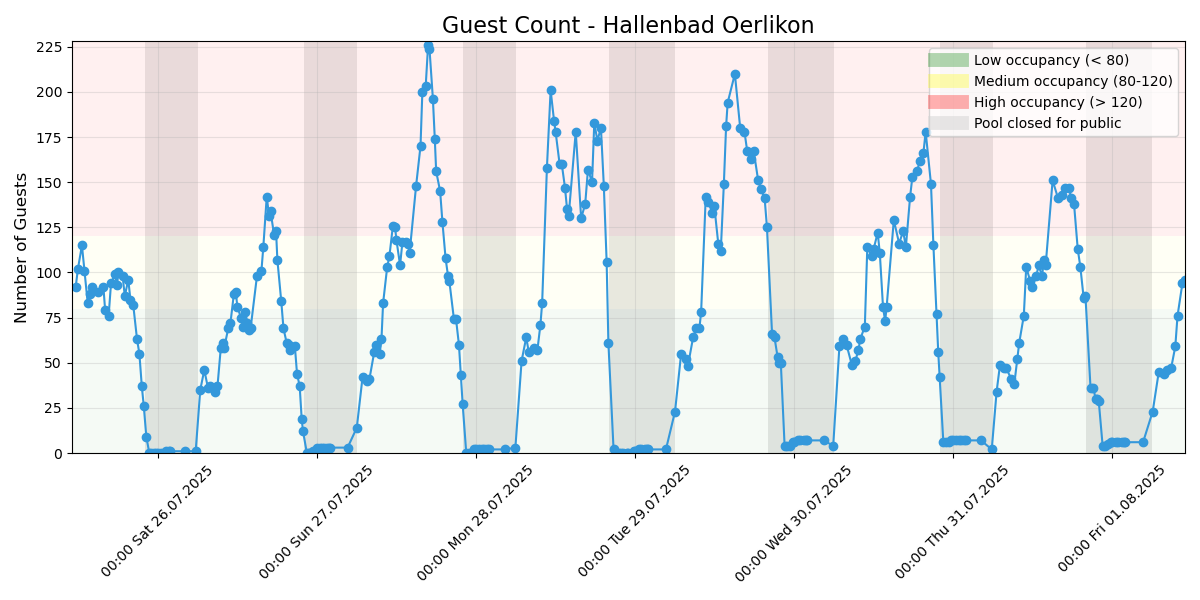 Guest Count - Hallenbad Oerlikon
Low occupancy (< 80)
Medium occupancy (80-120)
High occupancy (> 120)
Pool closed for public
Number of Guests
225
200
175
150
125
100
75
50
25
0
00:00 Sat 26.07.2025
00:00 Sun 27.07.2025
00:00 Mon 28.07.2025
00:00 Tue 29.07.2025
00:00 Wed 30.07.2025
00:00 Thu 31.07.2025
00:00 Fri 01.08.2025